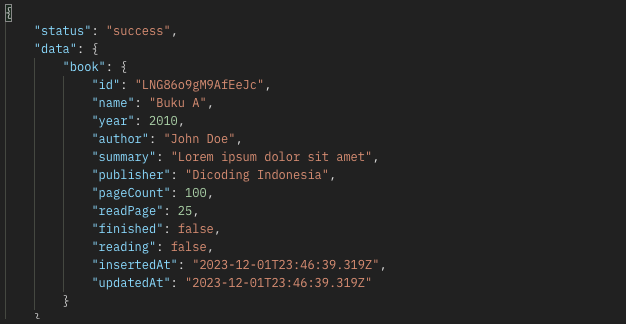 {
    "status": "success",
    "data": {
        "book": {
            "id": "LNG86o9gM9AfEeJc",
            "name": "Buku A",
            "year": 2010,
            "author": "John Doe",
            "summary": "Lorem ipsum dolor sit amet",
            "publisher": "Dicoding Indonesia",
            "pageCount": 100,
            "readPage": 25,
            "finished": false,
            "reading": false,
            "insertedAt": "2023-12-01T23:46:39.319Z",
            "updatedAt": "2023-12-01T23:46:39.319Z"
        }
    }